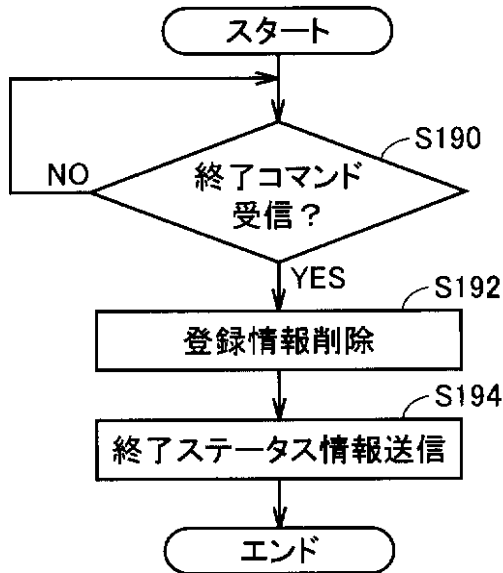 スタート
S190
終了コマンド
受信？
NO
YES
S192
登録情報削除
S194
終了ステータス情報送信
エンド